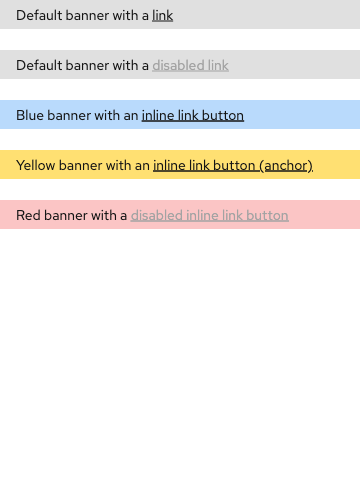 Default banner with a link
Default banner with a disabled link
Blue banner with an inline link button
Yellow banner with an inline link button (anchor)
Red banner with a disabled inline link button